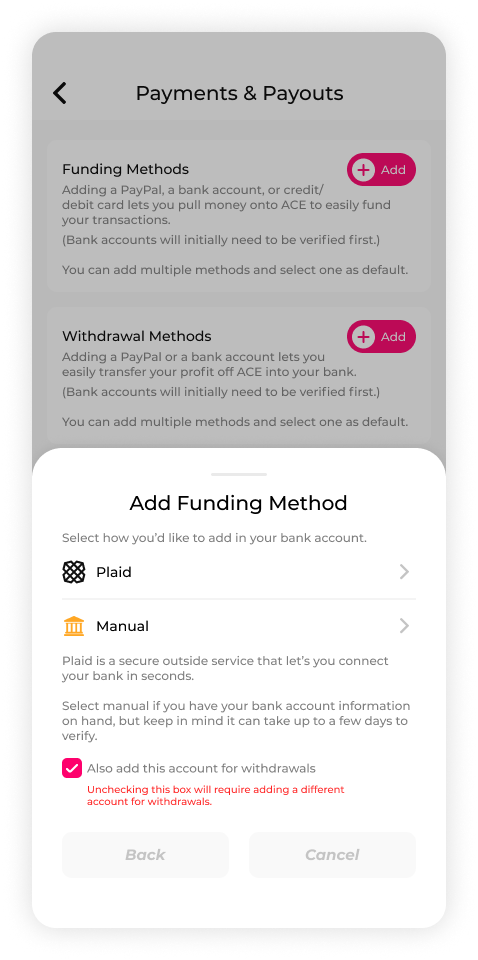 Payments & Payouts
Funding Methods
Add
Adding a PayPal, a bank account, or credit/
debit card lets you pull money onto ACE to easily fund
your transactions.
(Bank accounts will initially need to be verified first.)
You can add multiple methods and select one as default.
Withdrawal Methods
Add
Adding a PayPal or a bank account lets you
easily transfer your profit off ACE into your bank.
(Bank accounts will initially need to be verified first.)
You can add multiple methods and select one as default.
Add Funding Method
Select how you’d like to add in your bank account.
Plaid
Manual
Plaid is a secure outside service that let’s you connect
your bank in seconds.
Select manual if you have your bank account information
on hand, but keep in mind it can take up to a few days to
verify.
Also add this account for withdrawals
Unchecking this box will require adding a different
account for withdrawals.
Back
Cancel